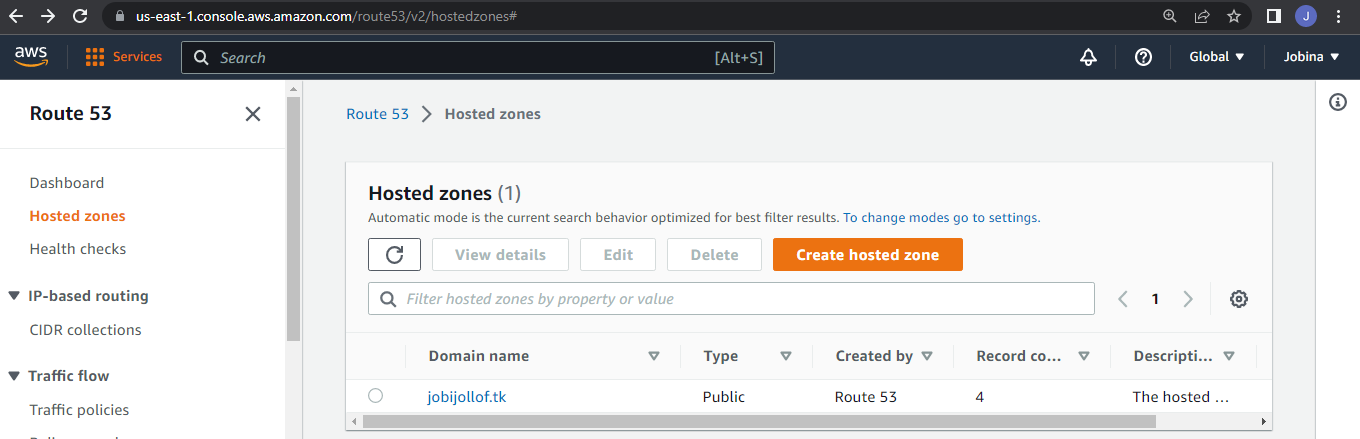 us-east-1.console.aws.amazon.com/route53/v2/hostedzones#
J
aws
Services
Search
[Alt+S]
Global
Jobina
Route 53
Dashboard
Hosted zones
Health checks
IP-based routing
CIDR collections
Traffic flow
Traffic policies
Route 53 > Hosted zones
Hosted zones (1)
Automatic mode is the current search behavior optimized for best filter results. To change modes go to settings.
View details
Edit
Delete
Create hosted zone
Filter hosted zones by property or value
1
Domain name Type Created by Record co... Descripti...
jobijollof.tk Public Route 53 4 The hosted ...